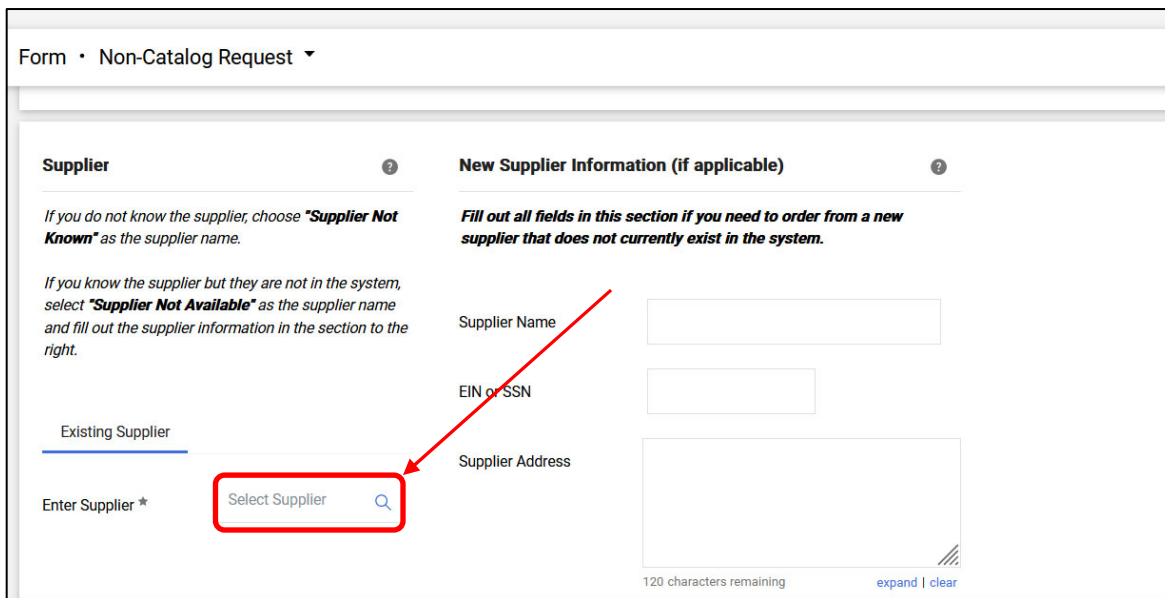 Form • Non-Catalog Request
Supplier
If you do not know the supplier, choose "Supplier Not
Known" as the supplier name.
If you know the supplier but they are not in the system,
select "Supplier Not Available" as the supplier name
and fill out the supplier information in the section to the
right.
Existing Supplier
Enter Supplier ★
Select Supplier
New Supplier Information (if applicable)
Fill out all fields in this section if you need to order from a new
supplier that does not currently exist in the system.
Supplier Name
EIN or SSN
Supplier Address
120 characters remaining
expand | clear